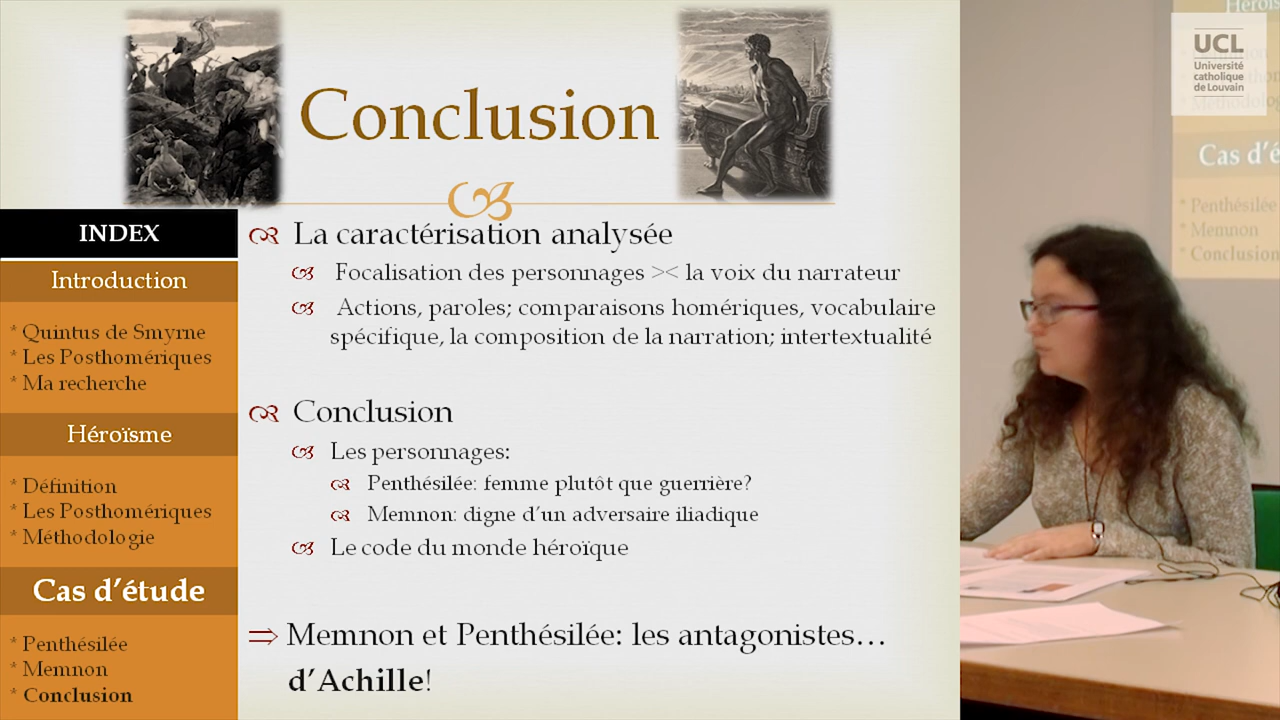 Conclusion
INDEX
Introduction
* Quintus de Smyrne
* Les Posthomériques
* Ma recherche
Héroïsme
* Définition
* Les Posthomériques
* Méthodologie
Cas d'étude
* Penthésilée
* Memnon
* Conclusion
La caractérisation analysée
Focalisation des personnages >< la voix du narrateur
Actions, paroles; comparaisons homériques, vocabulaire
spécifique, la composition de la narration; intertextualité
Conclusion
Les personnages:
Penthésilée: femme plutôt que guerrière?
Memnon: digne d'un adversaire iliadique
Le code du monde héroïque
⇒ Memnon et Penthésilée: les antagonistes…
d'Achille!
UCL
Université
catholique
de Louvain
Cas d'é
* Penthésilée
* Memnon
* Conclusion